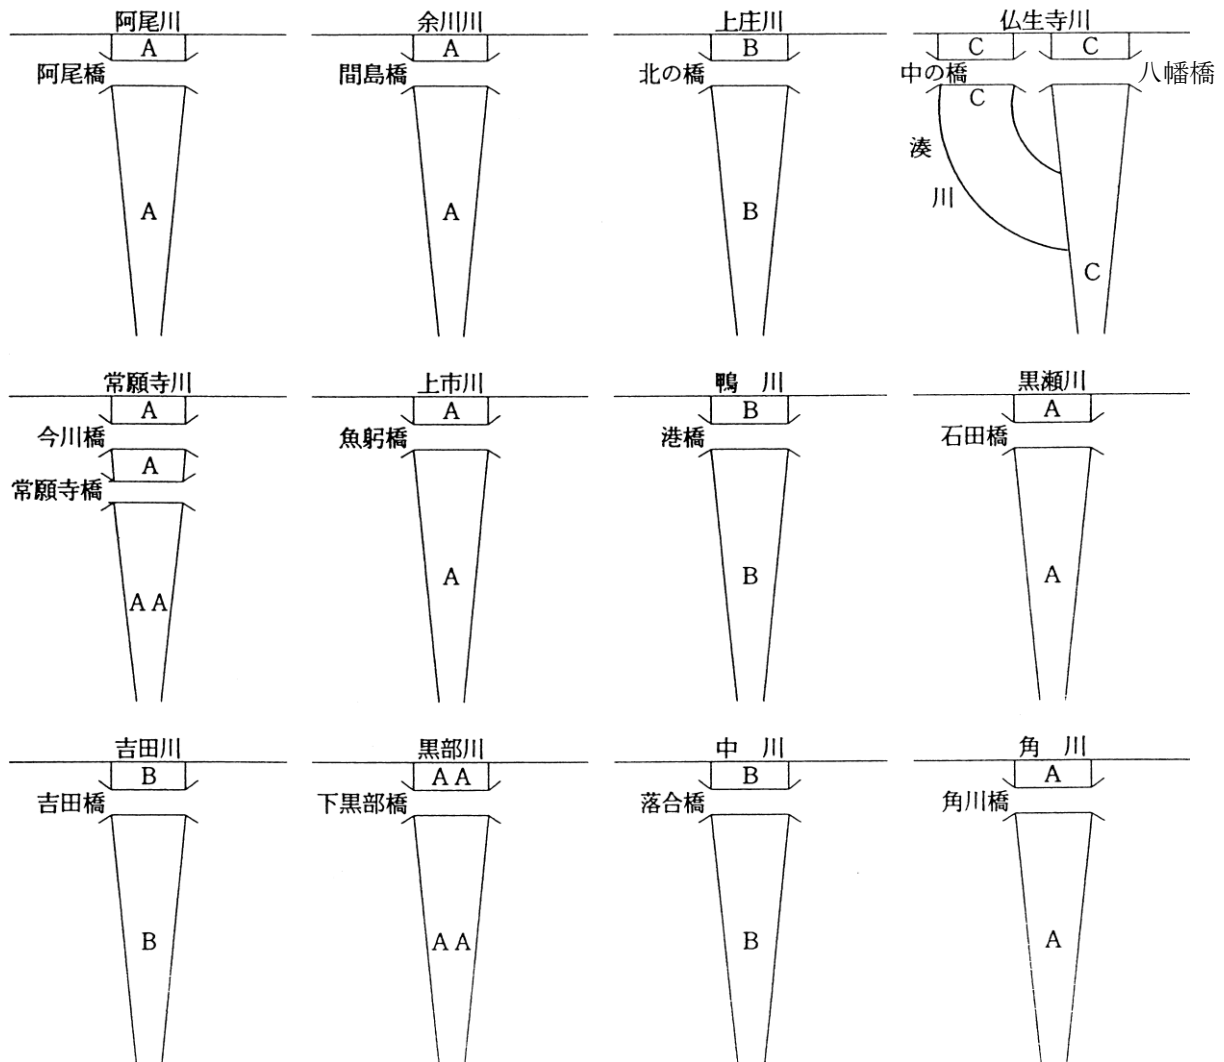 阿尾川
A
阿尾橋
A
余川川
A
間島橋
A
上庄川
B
北の橋
B
仏生寺川
C C
中の橋 八幡橋
C
湊川
C
常願寺川
A
今川橋
A
常願寺橋
A A
上市川
A
魚躬橋
A
鴨 川
B
港橋
B
黒瀬川
A
石田橋
A
吉田川
B
吉田橋
B
黒部川
A A
下黒部橋
A A
中 川
B
落合橋
B
角 川
A
角川橋
A